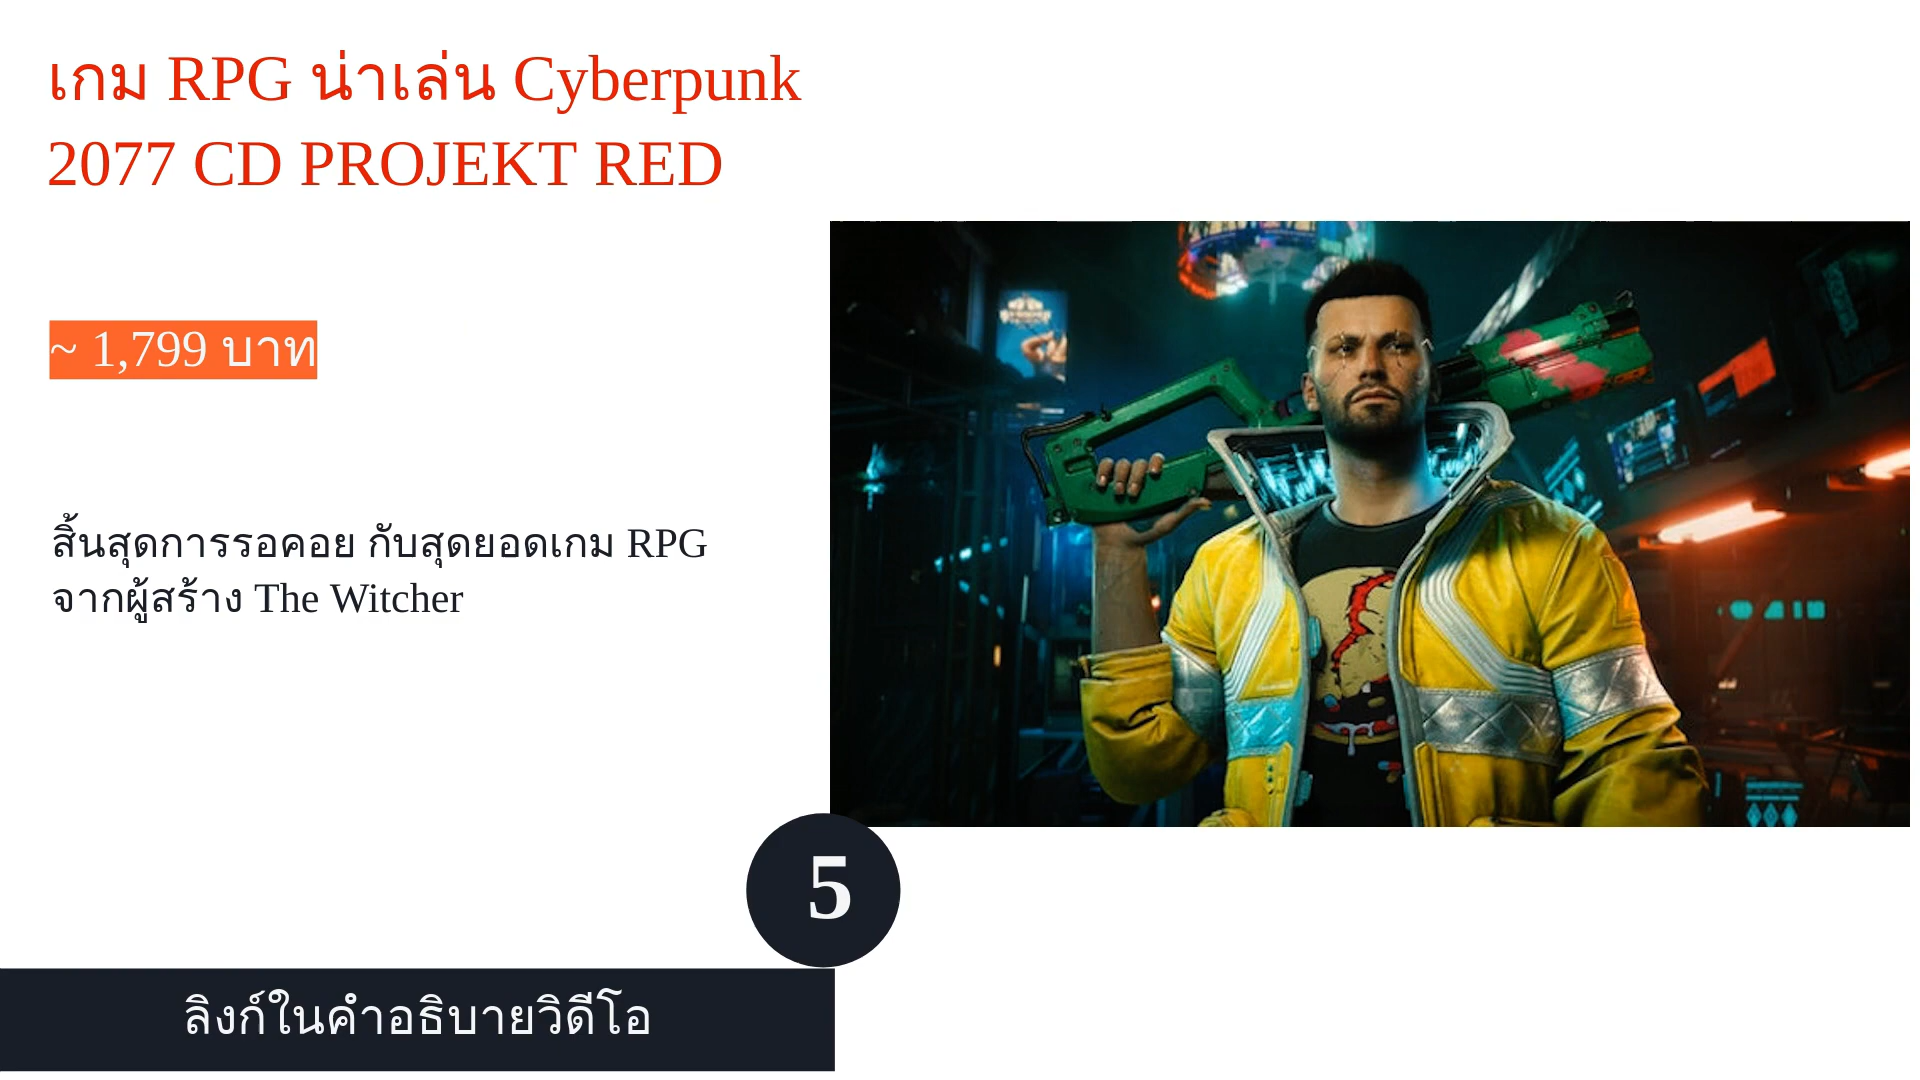 เกม RPG น่าเล่น Cyberpunk
2077 CD PROJEKT RED
~ 1,799 บาท
สิ้นสุดการรอคอย กับสุดยอดเกม RPG
จากผู้สร้าง The Witcher
5
ลิงก์ในคำอธิบายวิดีโอ